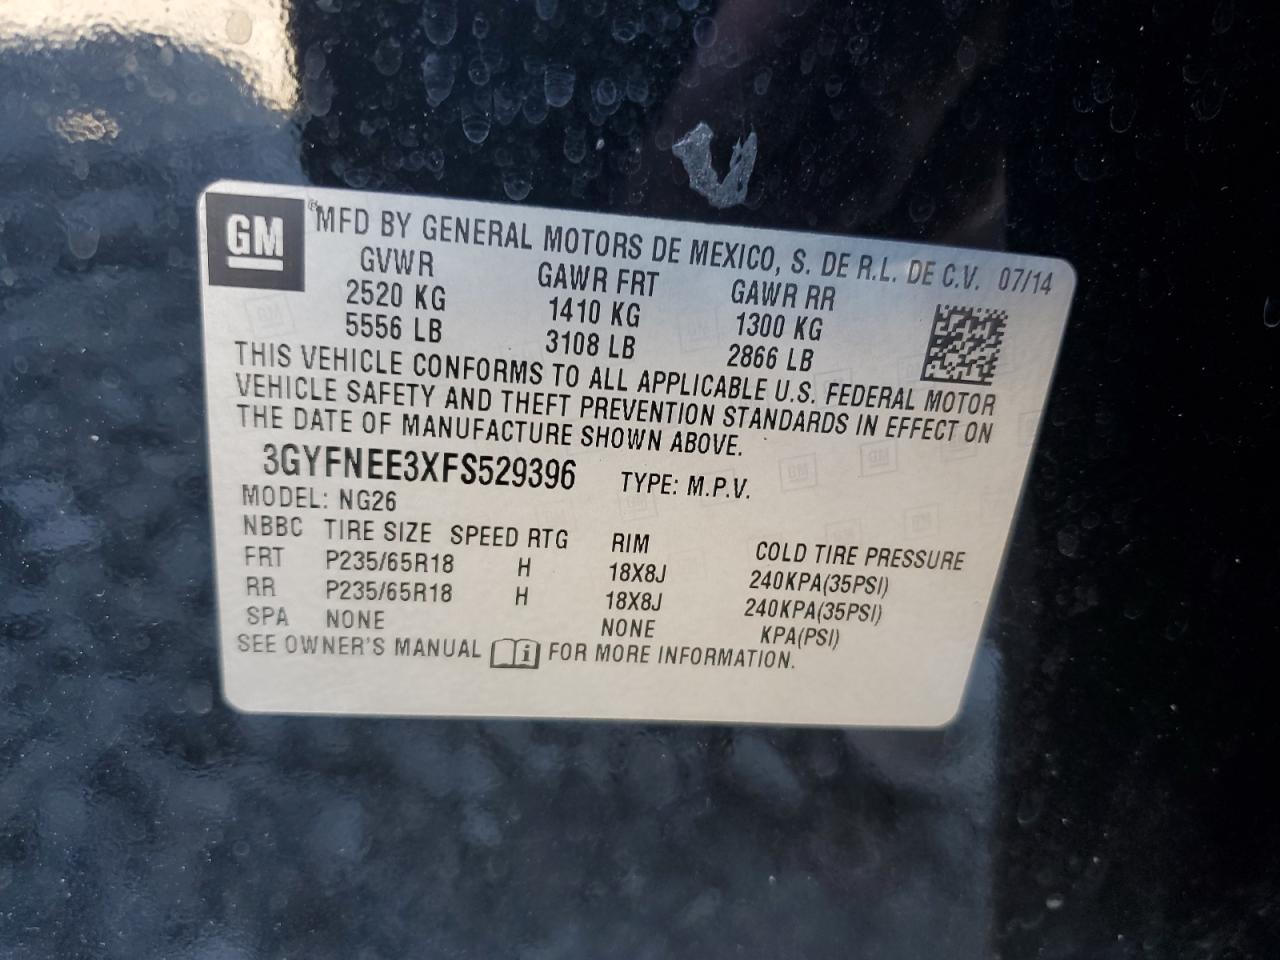 GM ® MFD BY GENERAL MOTORS DE MEXICO, S. DE R.L. DE C.V. 07/14
GVWR GAWR FRT GAWR RR
2520 KG 1410 KG 1300 KG
5556 LB 3108 LB 2866 LB
THIS VEHICLE CONFORMS TO ALL APPLICABLE U.S. FEDERAL MOTOR
VEHICLE SAFETY AND THEFT PREVENTION STANDARDS IN EFFECT ON
THE DATE OF MANUFACTURE SHOWN ABOVE.
3GYFNEE3XFS529396 TYPE: M.P.V.
MODEL: NG26
NBBC TIRE SIZE SPEED RTG RIM COLD TIRE PRESSURE
FRT P235/65R18 H 18X8J 240KPA(35PSI)
RR P235/65R18 H 18X8J 240KPA(35PSI)
SPA NONE NONE KPA(PSI)
SEE OWNER'S MANUAL i FOR MORE INFORMATION.